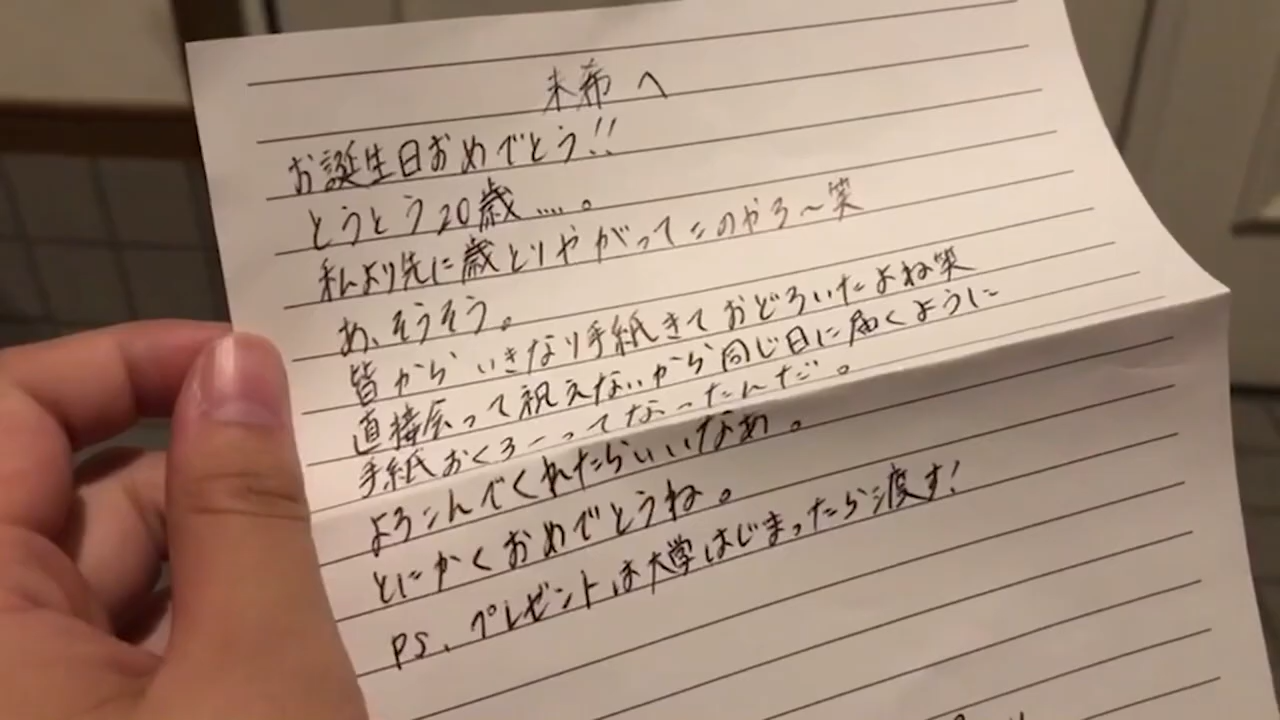 未希へ
お誕生日おめでとう!!
とうとう20歳....。
私より先に歳とりやがってこのやろ〜笑
あ、そうそう。
皆からいきなり手紙きておどろいたよね笑
直接会って祝えないから同じ日に届くように
手紙おくろーってなったんだ。
よろこんでくれたらいいなあ。
とにかくおめでとうね。
PS、プレゼントは大学はじまったら渡す!